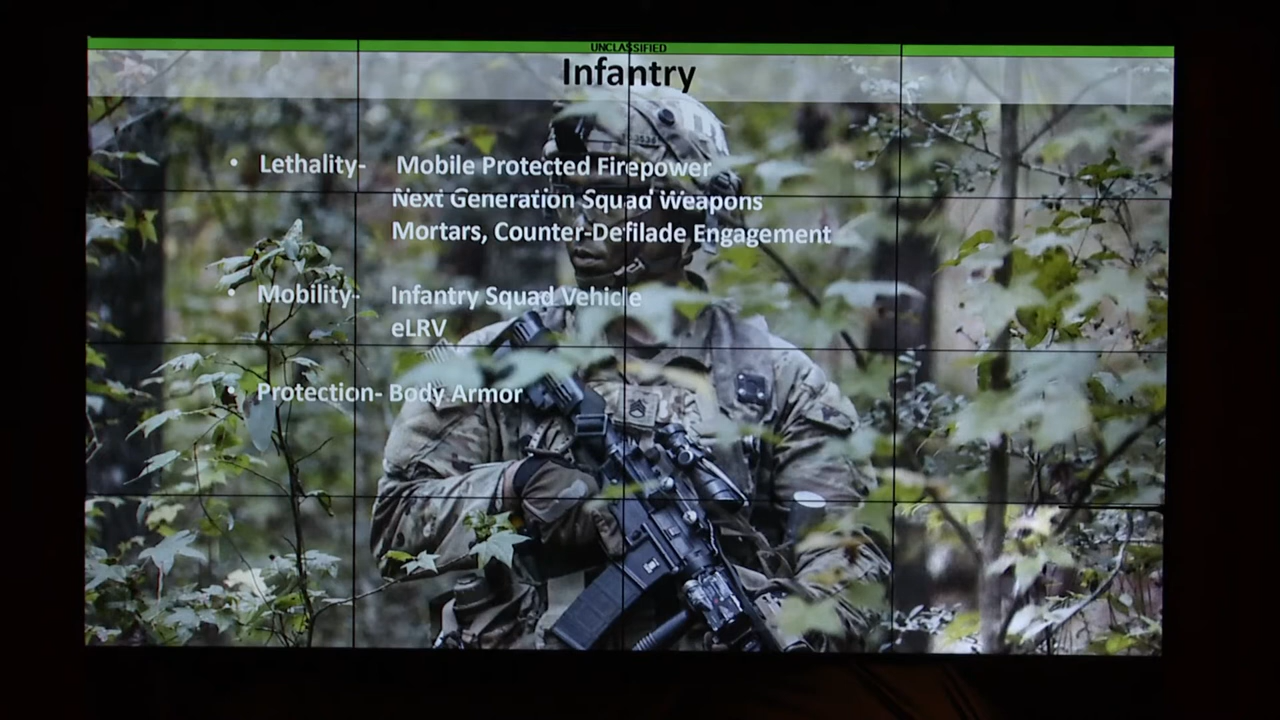 UNCLASSIFIED
Infantry
• Lethality- Mobile Protected Firepower
Next Generation Squad Weapons
Mortars, Counter-Defilade Engagement
• Mobility- Infantry Squad Vehicle
eLRV
• Protection- Body Armor